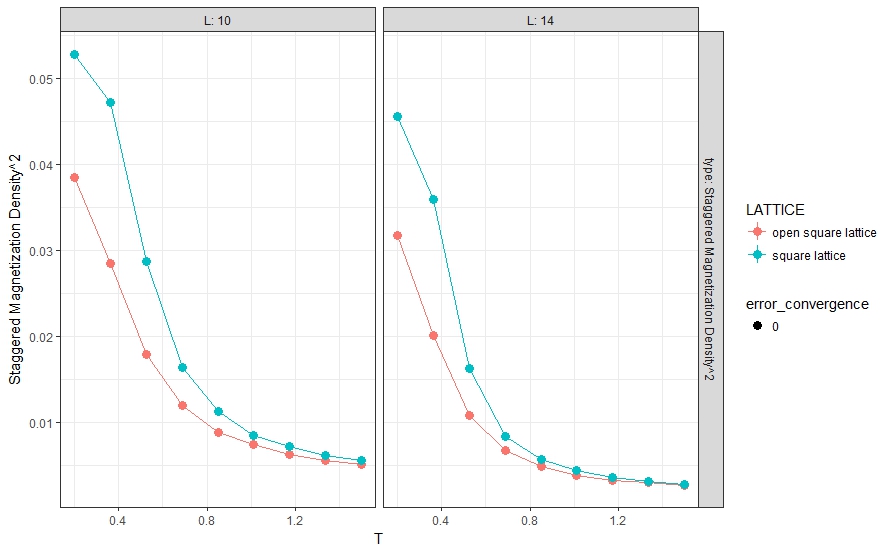 L: 10
L: 14
Staggered Magnetization Density^2
0.05
0.04
0.03
0.02
0.01
0.4
0.8
1.2
0.4
0.8
1.2
T
type: Staggered Magnetization Density^2
LATTICE
open square lattice
square lattice
error_convergence
0